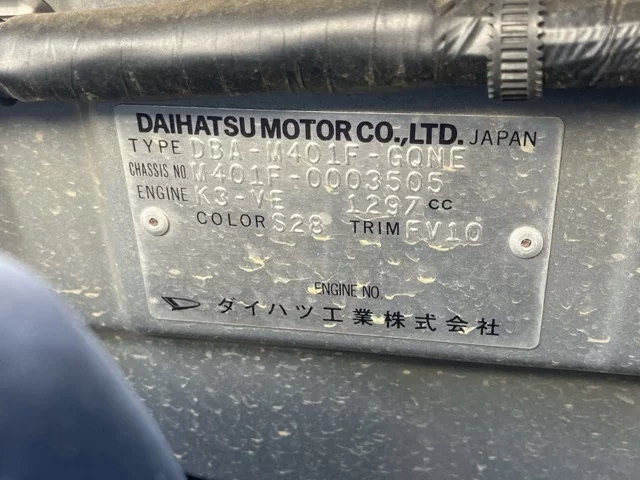 DAIHATSU MOTOR CO.,LTD. JAPAN
TYPE DBA-M401F-GQNE
CHASSIS NO. M401F-0003505
ENGINE K3-VE 1297 CC
COLOR S28 TRIM FV10
ENGINE NO.
ダイハツ工業株式会社